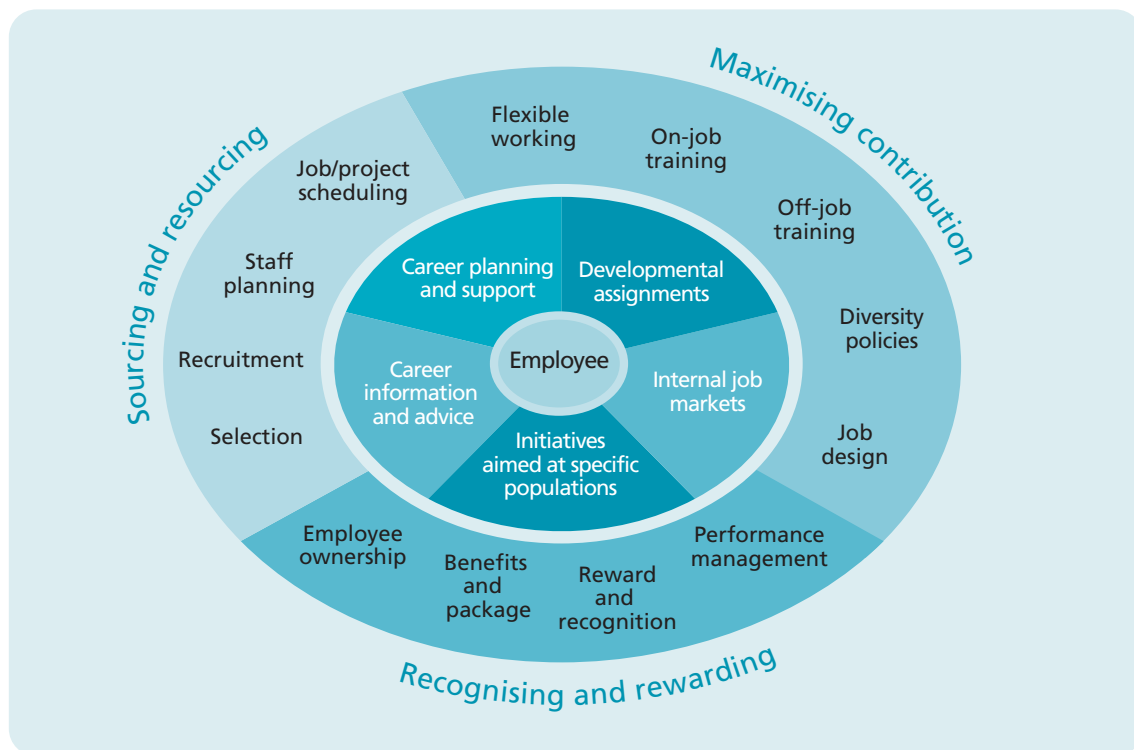 Maximising contribution
Sourcing and resourcing
Flexible
working
On-job
training
Off-job
training
Diversity
policies
Job
design
Job/project
scheduling
Staff
planning
Recruitment
Selection
Career planning
and support
Developmental
assignments
Employee
Career
information
and advice
Internal job
markets
Initiatives
aimed at specific
populations
Employee
ownership
Benefits
and
package
Reward
and
recognition
Performance
management
Recognising and rewarding